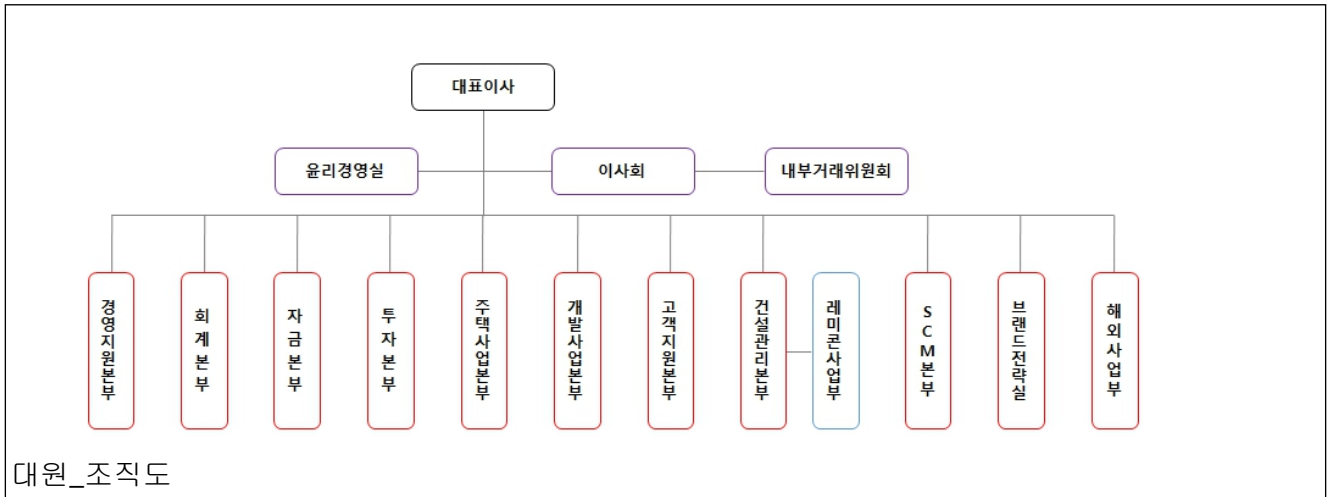 대표이사
윤리경영실
이사회
내부거래위원회
경영지원본부
회계본부
자금본부
투자본부
주택사업본부
개발사업본부
고객지원본부
건설관리본부
레미콘사업부
SCM본부
브랜드전략실
해외사업부
대원_조직도